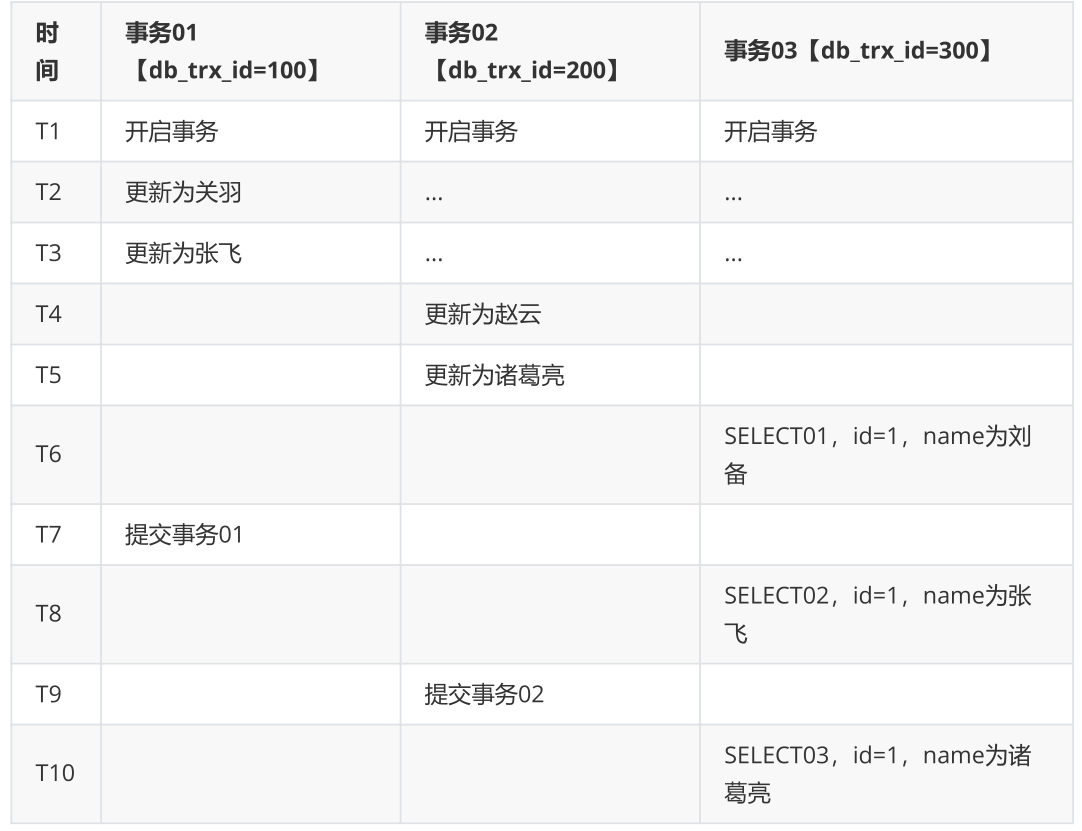 时
间
事务01
【db_trx_id=100】
事务02
【db_trx_id=200】
事务03【db_trx_id=300】
T1
开启事务
开启事务
开启事务
T2
更新为关羽
...
...
T3
更新为张飞
...
...
T4
更新为赵云
T5
更新为诸葛亮
T6
SELECT01，id=1，name为刘
备
T7
提交事务01
T8
SELECT02，id=1，name为张
飞
T9
提交事务02
T10
SELECT03，id=1，name为诸
葛亮